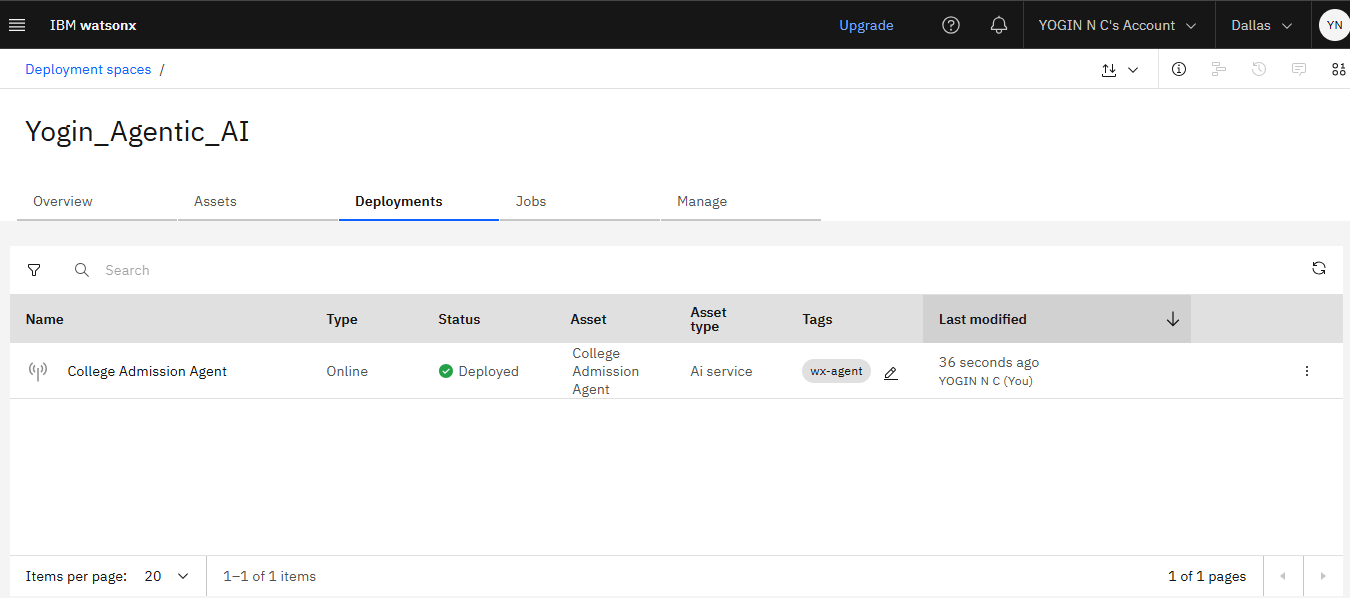 IBM watsonx Upgrade YOGIN N C's Account Dallas YN
Deployment spaces /
Yogin_Agentic_AI
Overview Assets Deployments Jobs Manage
Search
Name Type Status Asset Asset type Tags Last modified
College Admission Agent Online Deployed College Admission Agent Ai service wx-agent 36 seconds ago
YOGIN N C (You)
Items per page: 20 1–1 of 1 items 1 of 1 pages